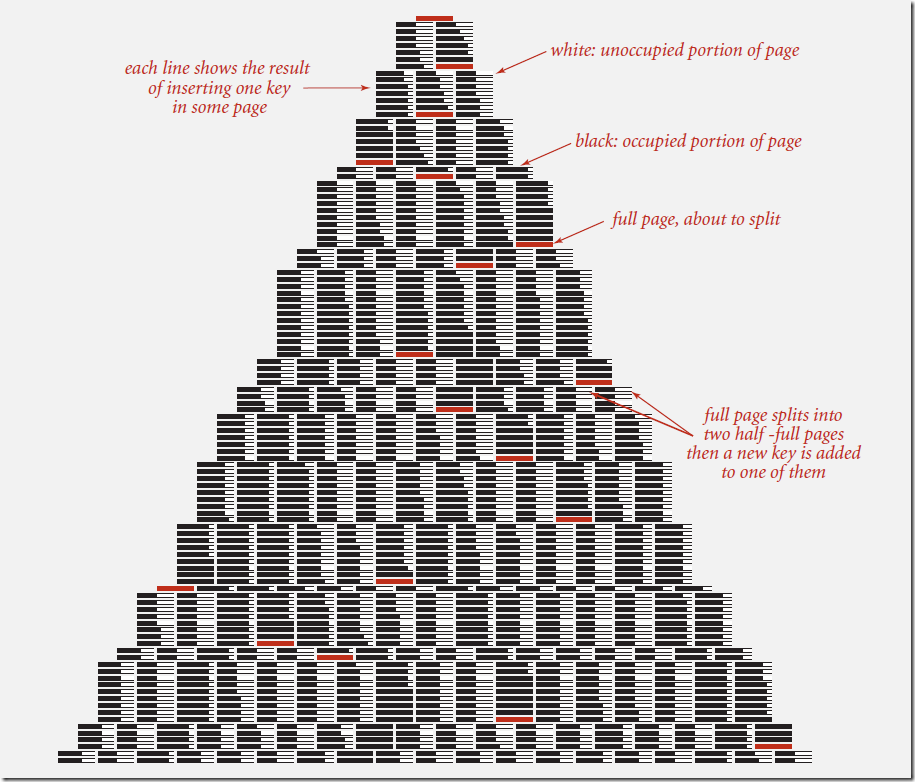 white: unoccupied portion of page
each line shows the result
of inserting one key
in some page
black: occupied portion of page
full page, about to split
full page splits into
two half -full pages
then a new key is added
to one of them